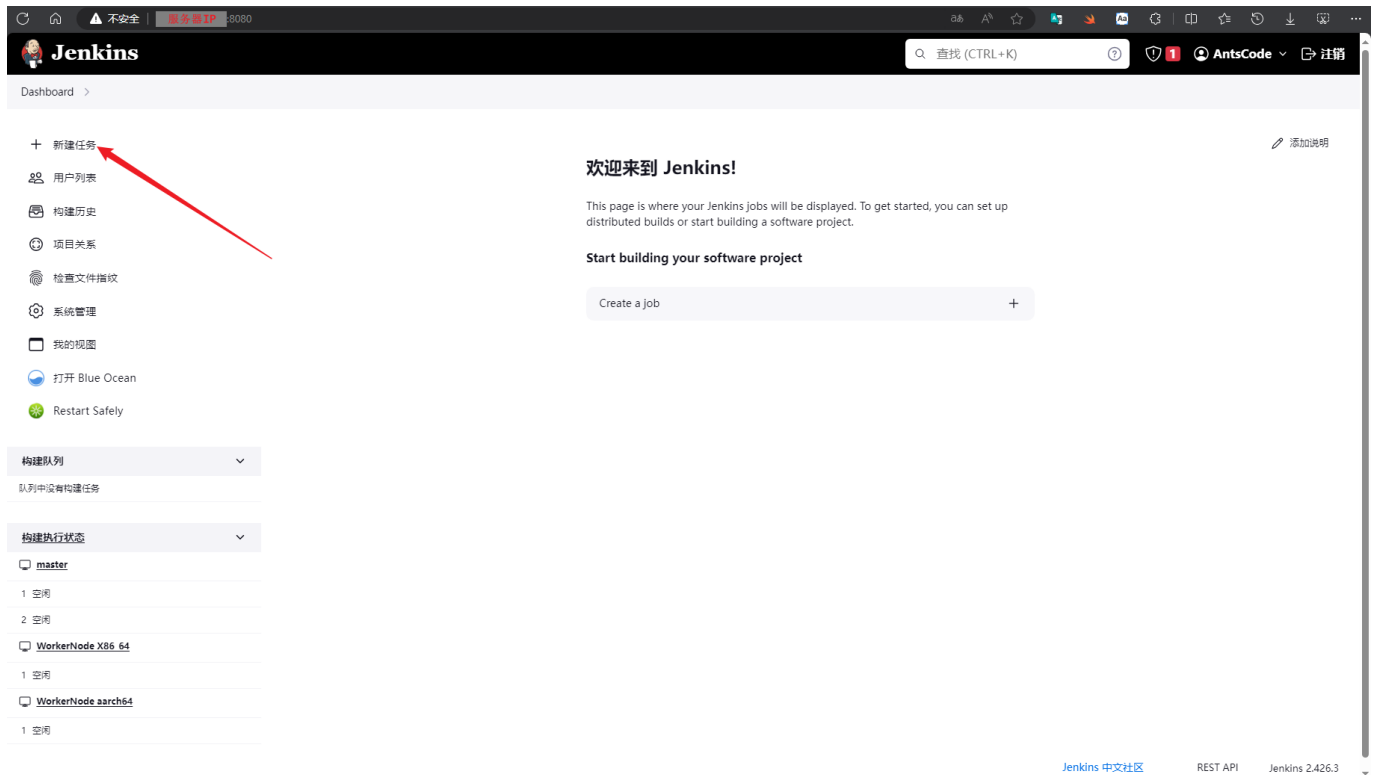 不安全 服务器IP :8080
Jenkins
查找 (CTRL+K)
1
AntsCode
注销
Dashboard
新建任务
用户列表
构建历史
项目关系
检查文件指纹
系统管理
我的视图
打开 Blue Ocean
Restart Safely
构建队列
队列中没有构建任务
构建执行状态
master
1 空闲
2 空闲
WorkerNode X86_64
1 空闲
WorkerNode aarch64
1 空闲
添加说明
欢迎来到 Jenkins!
This page is where your Jenkins jobs will be displayed. To get started, you can set up
distributed builds or start building a software project.
Start building your software project
Create a job
Jenkins 中文社区
REST API
Jenkins 2.426.3